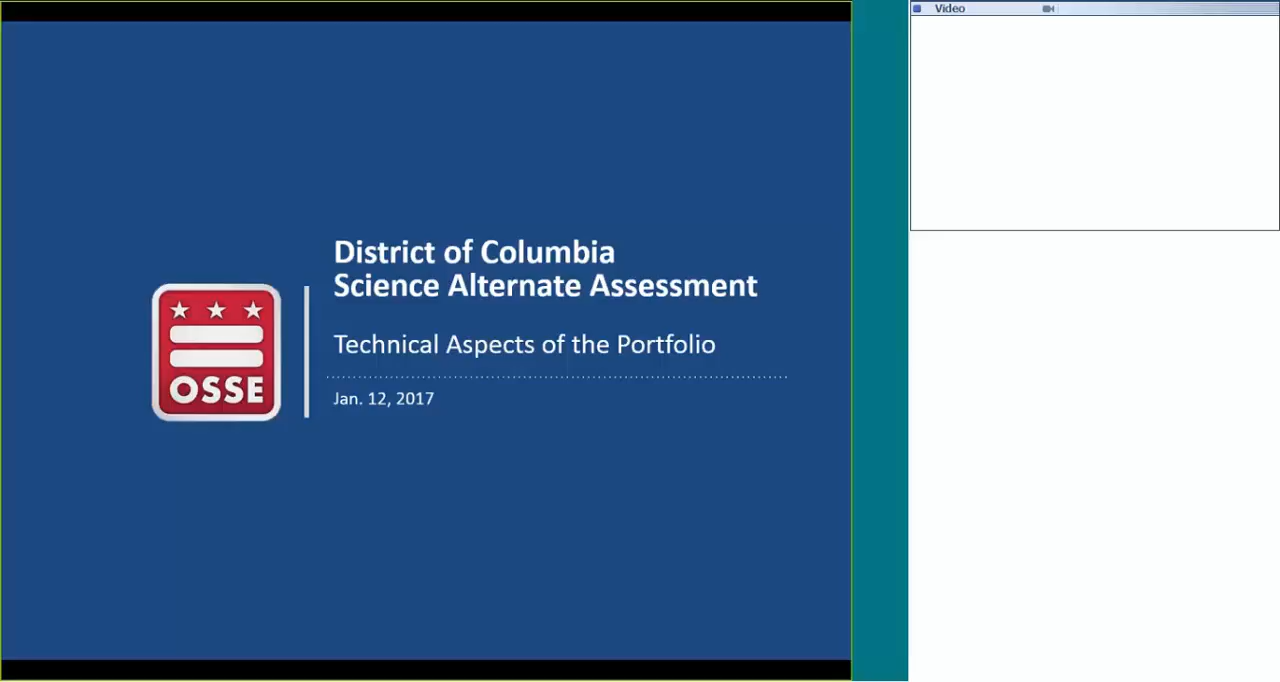 Video
District of Columbia
Science Alternate Assessment
Technical Aspects of the Portfolio
Jan. 12, 2017
OSSE